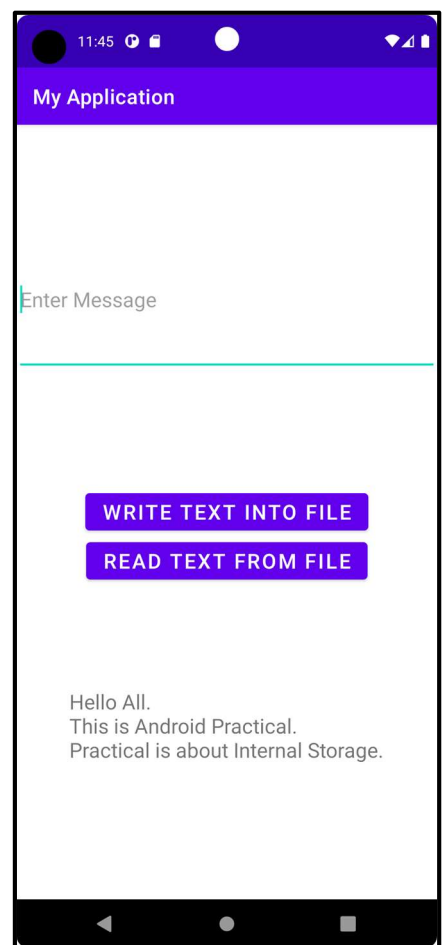 11:45
My Application
Enter Message
WRITE TEXT INTO FILE
READ TEXT FROM FILE
Hello All.
This is Android Practical.
Practical is about Internal Storage.